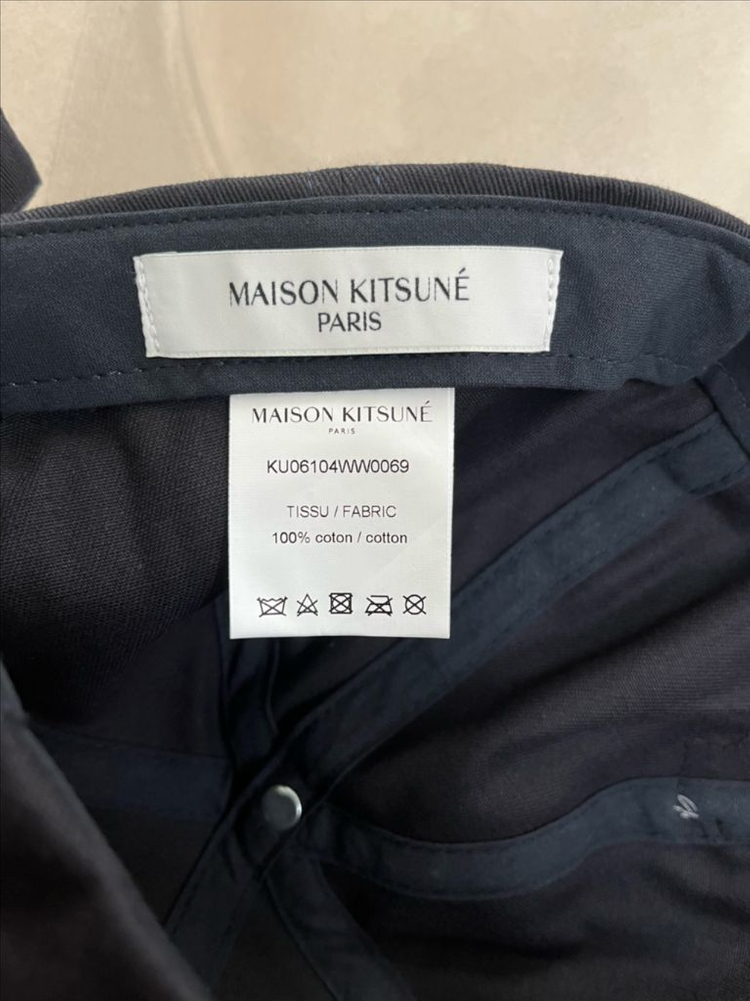 MAISON KITSUNÉ
PARIS
MAISON KITSUNÉ
PARIS
KU06104WW0069
TISSU / FABRIC
100% coton / cotton